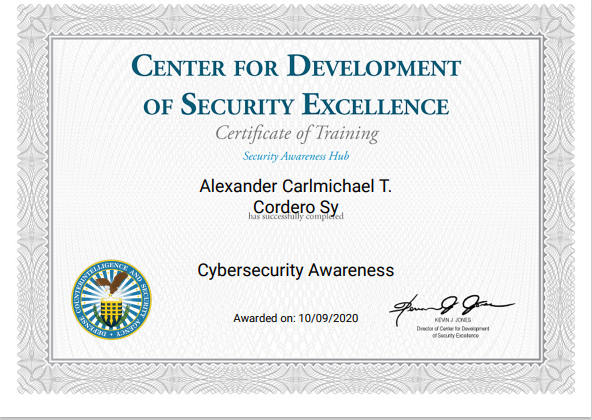 CENTER FOR DEVELOPMENT
OF SECURITY EXCELLENCE
Certificate of Training
Security Awareness Hub
Alexander Carlmichael T.
Cordero Sy
has successfully completed
Cybersecurity Awareness
DEFENSE COUNTERINTELLIGENCE AND SECURITY AGENCY
Awarded on: 10/09/2020
KEVIN J. JONES
Director of Center for Development
of Security Excellence